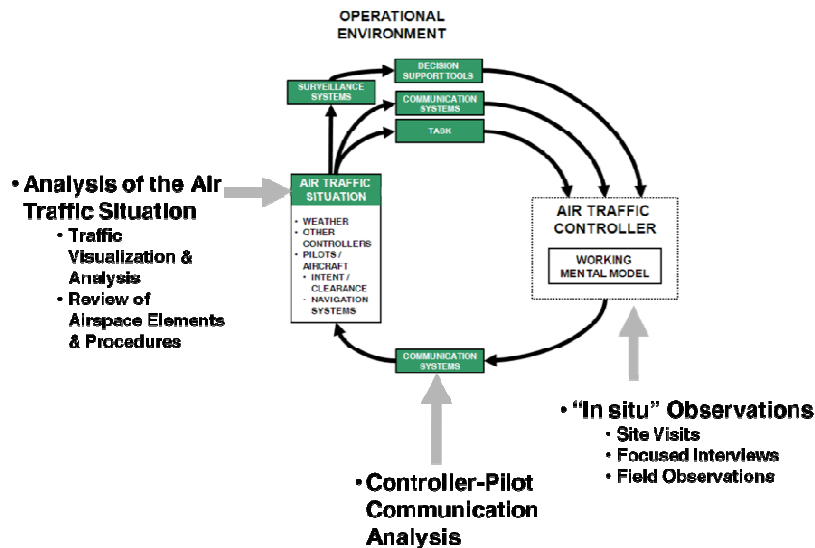 OPERATIONAL
ENVIRONMENT
DECISION
SUPPORT TOOLS
SURVEILLANCE
SYSTEMS
COMMUNICATION
SYSTEMS
TASK
• Analysis of the Air
Traffic Situation
• Traffic
Visualization &
Analysis
• Review of
Airspace Elements
& Procedures
AIR TRAFFIC
SITUATION
• WEATHER
• OTHER
CONTROLLERS
• PILOTS /
AIRCRAFT
• INTENT /
CLEARANCE
- NAVIGATION
SYSTEMS
AIR TRAFFIC
CONTROLLER
WORKING
MENTAL MODEL
COMMUNICATION
SYSTEMS
• “In situ” Observations
• Site Visits
• Focused Interviews
• Field Observations
• Controller-Pilot
Communication
Analysis